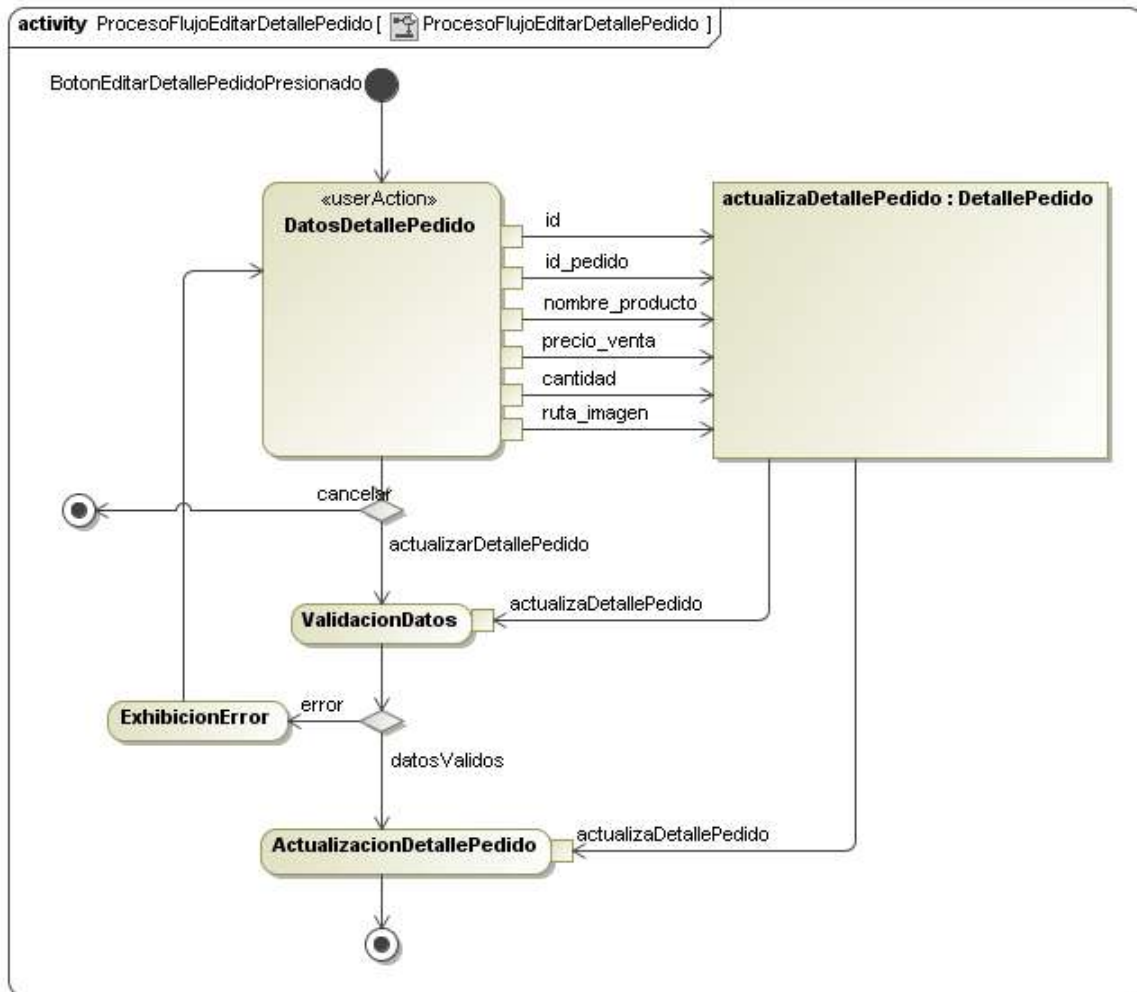 activity ProcesoFlujoEditarDetallePedido [ ProcesoFlujoEditarDetallePedido ]
BotonEditarDetallePedidoPresionado
«userAction»
DatosDetallePedido
actualizaDetallePedido : DetallePedido
id
id_pedido
nombre_producto
precio_venta
cantidad
ruta_imagen
cancelar
actualizarDetallePedido
ValidacionDatos
actualizaDetallePedido
ExhibicionError
error
datosValidos
ActualizacionDetallePedido
actualizaDetallePedido